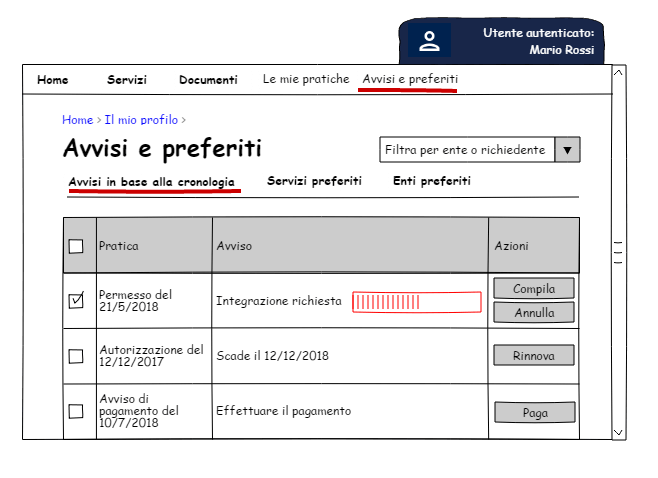 Utente autenticato:
Mario Rossi
Home Servizi Documenti Le mie pratiche Avvisi e preferiti
Home > Il mio profilo >
Avvisi e preferiti
Filtra per ente o richiedente ▼
Avvisi in base alla cronologia Servizi preferiti Enti preferiti
Pratica Avviso Azioni
Permesso del
21/5/2018
Integrazione richiesta
Compila
Annulla
Autorizzazione del
12/12/2017
Scade il 12/12/2018
Rinnova
Avviso di
pagamento del
10/7/2018
Effettuare il pagamento
Paga